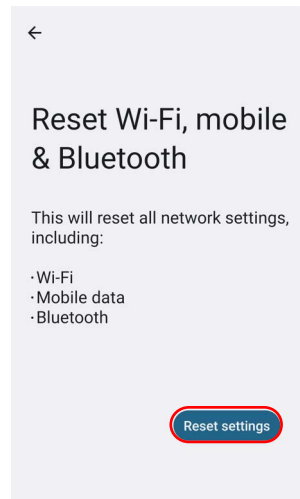 Reset Wi-Fi, mobile
& Bluetooth
This will reset all network settings,
including:
·Wi-Fi
·Mobile data
·Bluetooth
Reset settings